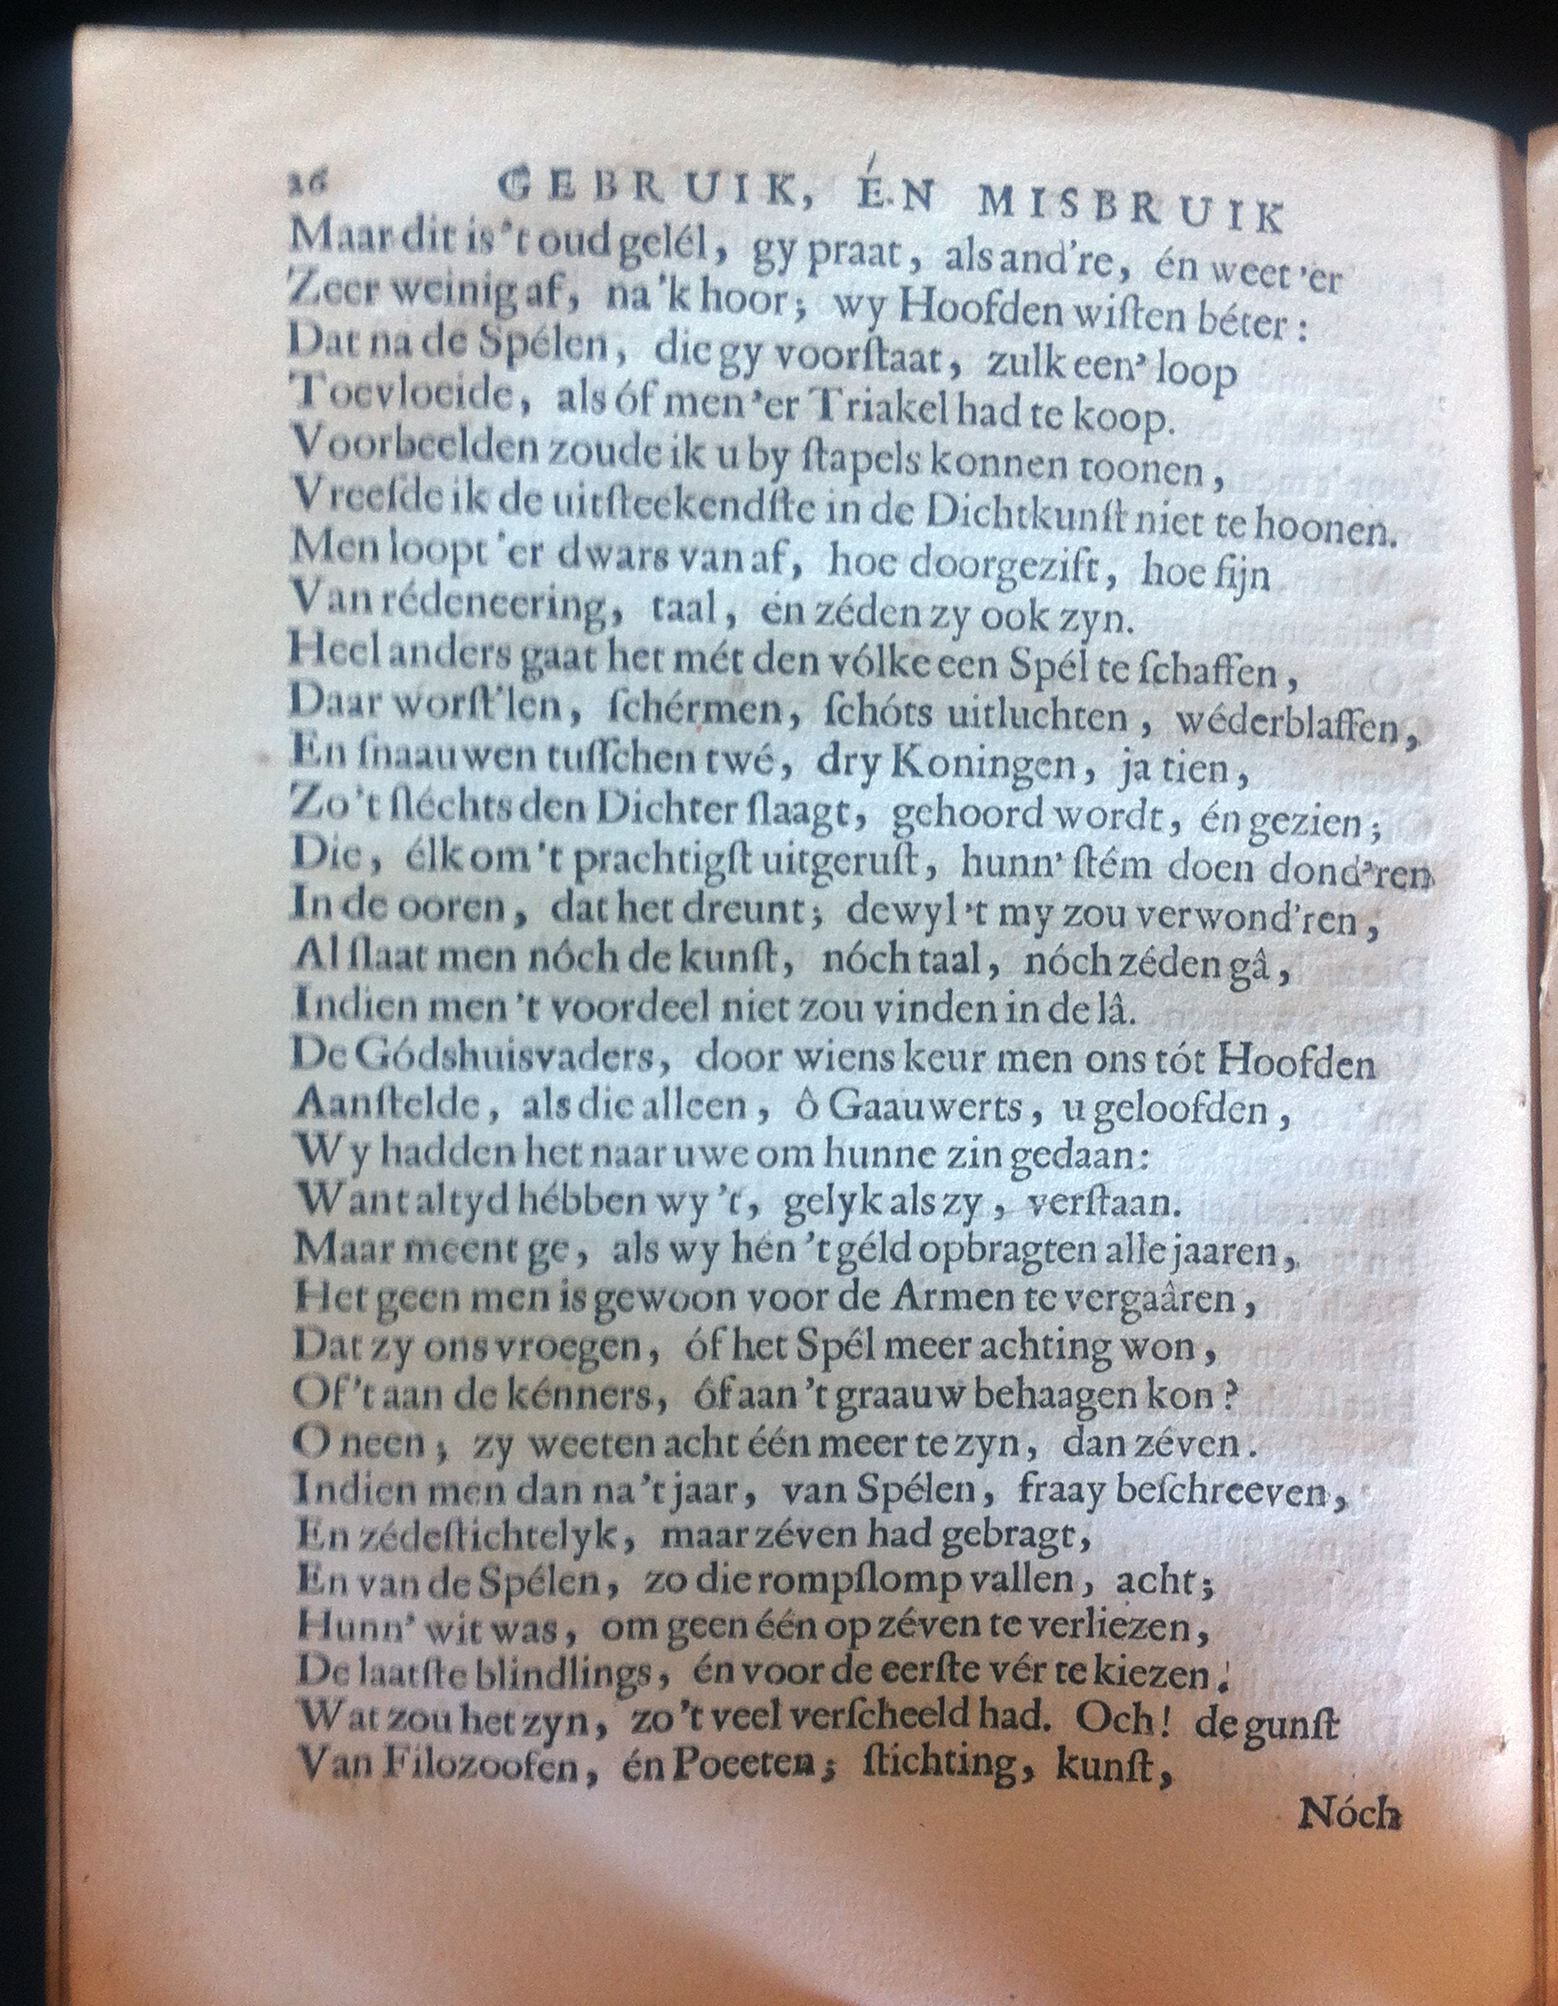 26 GEBRUIK, ÉN MISBRUIK
Maar dit is 't oud gelél, gy praat, als and're, én weet 'er
Zeer weinig af, na 'k hoor; wy Hoofden wiſten béter:
Dat na de Spélen, die gy voorſtaat, zulk een' loop
Toevloeide, als óf men 'er Triakel had te koop.
Voorbeelden zoude ik u by ſtapels konnen toonen,
Vreeſde ik de uitſteekendſte in de Dichtkunſt niet te hoonen.
Men loopt 'er dwars van af, hoe doorgezift, hoe fijn
Van rédeneering, taal, én zéden zy ook zyn.
Heel anders gaat het mét den vólke een Spél te ſchaffen,
Daar worſt'len, ſchérmen, ſchóts uitluchten, wéderblaffen,
En ſnaauwen tuſſchen twé, dry Koningen, ja tien,
Zo 't ſléchts den Dichter ſlaagt, gehoord wordt, én gezien;
Die, élk om 't prachtigſt uitgeruſt, hunn' ſtém doen dond'ren
In de ooren, dat het dreunt; dewyl 't my zou verwond'ren,
Al ſlaat men nóch de kunſt, nóch taal, nóch zéden gâ,
Indien men 't voordeel niet zou vinden in de lâ.
De Gódshuisvaders, door wiens keur men ons tót Hoofden
Aanſtelde, als die alleen, ô Gaauwerts, u geloofden,
Wy hadden het naar uwe om hunne zin gedaan:
Want altyd hébben wy 't, gelyk als zy, verſtaan.
Maar meent ge, als wy hén 't géld opbragten alle jaaren,
Het geen men is gewoon voor de Armen te vergaâren,
Dat zy ons vroegen, óf het Spél meer achting won,
Of 't aan de kénners, óf aan 't graauw behaagen kon?
O neen; zy weeten acht één meer te zyn, dan zéven.
Indien men dan na 't jaar, van Spélen, fraay beſchreeven,
En zédeſtichtelyk, maar zéven had gebragt,
En van de Spélen, zo die rompſlomp vallen, acht;
Hunn' wit was, om geen één op zéven te verliezen,
De laatſte blindlings, én voor de eerſte vér te kiezen.
Wat zou het zyn, zo 't veel verſcheeld had. Och! de gunſt
Van Filozoofen, én Poeeten; ſtichting, kunſt,
Nóch